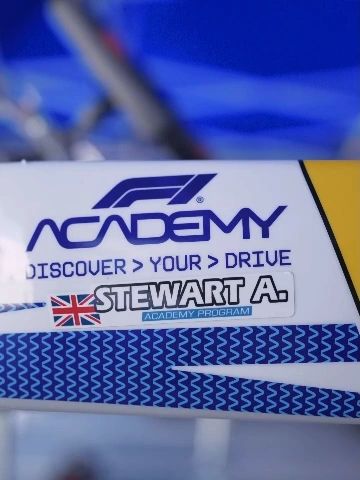 F1®
ACADEMY
DISCOVER > YOUR > DRIVE
STEWART A.
ACADEMY PROGRAM